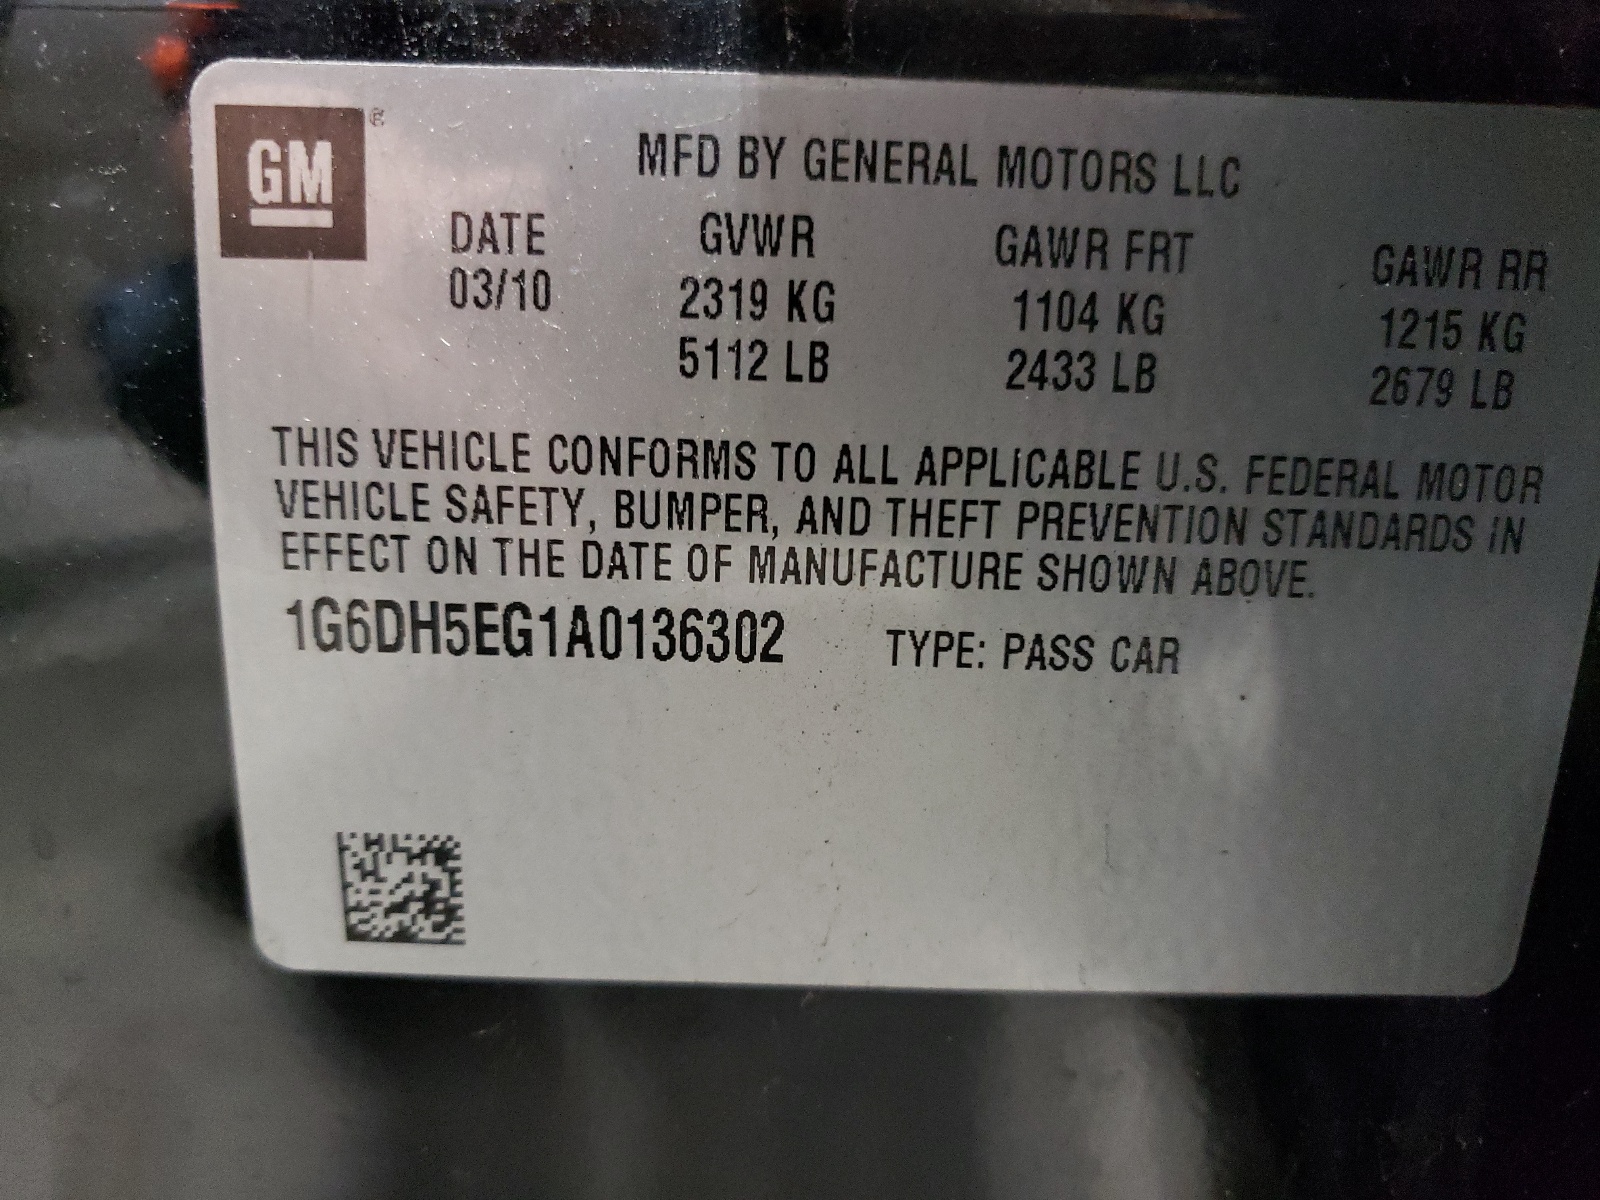 GM ®
MFD BY GENERAL MOTORS LLC
DATE GVWR GAWR FRT GAWR RR
03/10 2319 KG 1104 KG 1215 KG
5112 LB 2433 LB 2679 LB
THIS VEHICLE CONFORMS TO ALL APPLICABLE U.S. FEDERAL MOTOR
VEHICLE SAFETY, BUMPER, AND THEFT PREVENTION STANDARDS IN
EFFECT ON THE DATE OF MANUFACTURE SHOWN ABOVE.
1G6DH5EG1A0136302 TYPE: PASS CAR